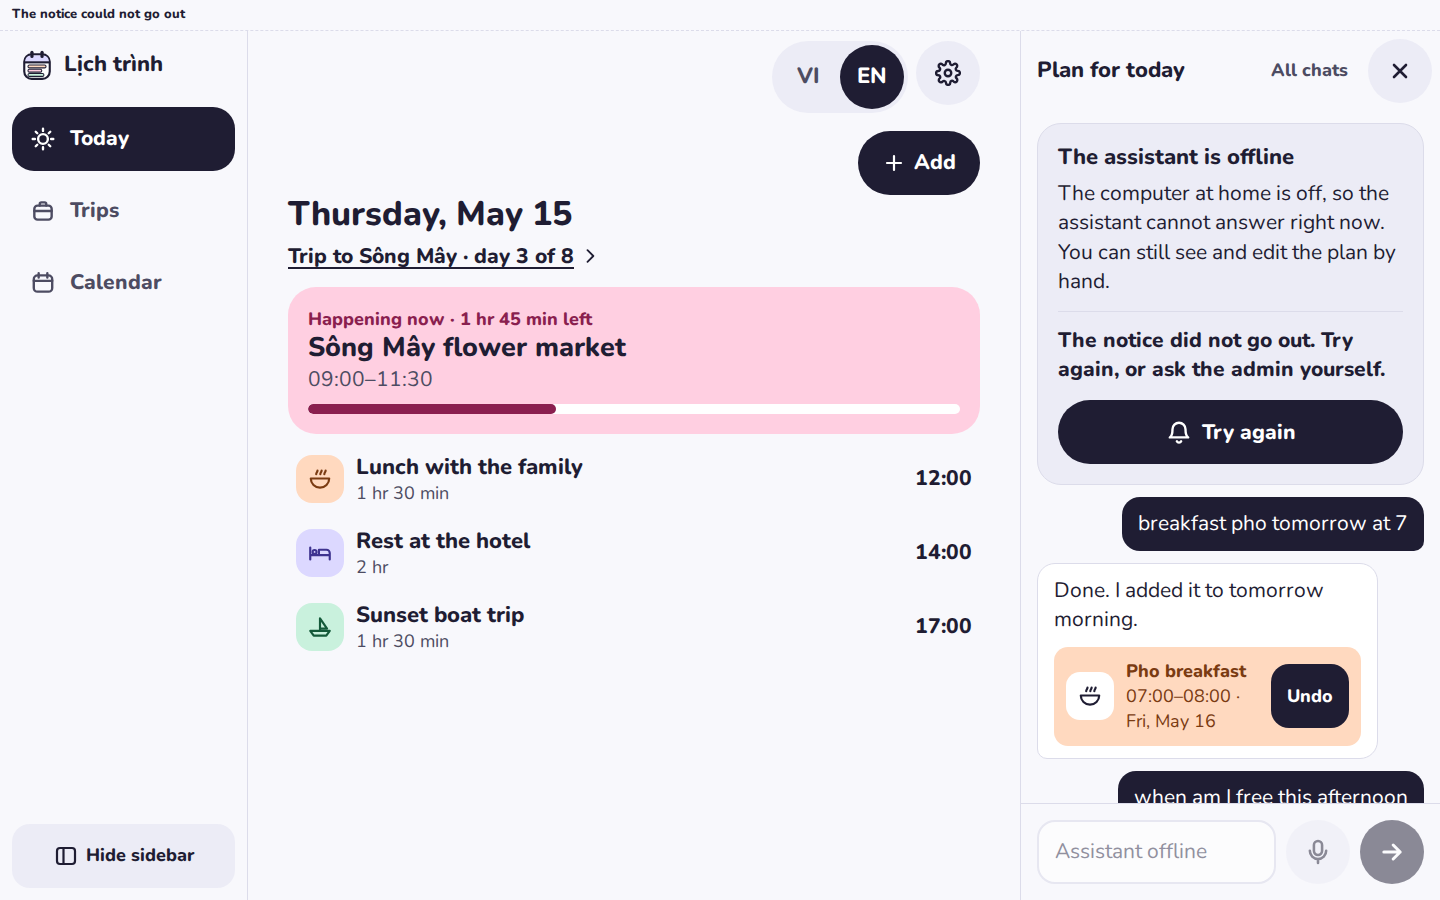 The notice could not go out
Lịch trình
Today
Trips
Calendar
Hide sidebar
VI
EN
Add
Thursday, May 15
Trip to Sông Mây · day 3 of 8
Happening now · 1 hr 45 min left
Sông Mây flower market
09:00–11:30
Lunch with the family
1 hr 30 min
12:00
Rest at the hotel
2 hr
14:00
Sunset boat trip
1 hr 30 min
17:00
Plan for today
All chats
The assistant is offline
The computer at home is off, so the
assistant cannot answer right now.
You can still see and edit the plan by
hand.
The notice did not go out. Try
again, or ask the admin yourself.
Try again
breakfast pho tomorrow at 7
Done. I added it to tomorrow
morning.
Pho breakfast
07:00–08:00 ·
Fri, May 16
Undo
when am I free this afternoon
Assistant offline